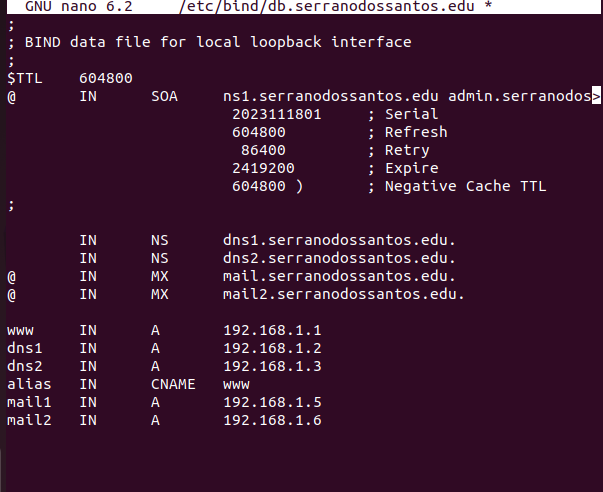 GNU nano 6.2 /etc/bind/db.serranodossantos.edu *
;
; BIND data file for local loopback interface
;
$TTL 604800
@ IN SOA ns1.serranodossantos.edu admin.serranodos>
2023111801 ; Serial
604800 ; Refresh
86400 ; Retry
2419200 ; Expire
604800 ) ; Negative Cache TTL
;
IN NS dns1.serranodossantos.edu.
IN NS dns2.serranodossantos.edu.
@ IN MX mail.serranodossantos.edu.
@ IN MX mail2.serranodossantos.edu.
www IN A 192.168.1.1
dns1 IN A 192.168.1.2
dns2 IN A 192.168.1.3
alias IN CNAME www
mail1 IN A 192.168.1.5
mail2 IN A 192.168.1.6